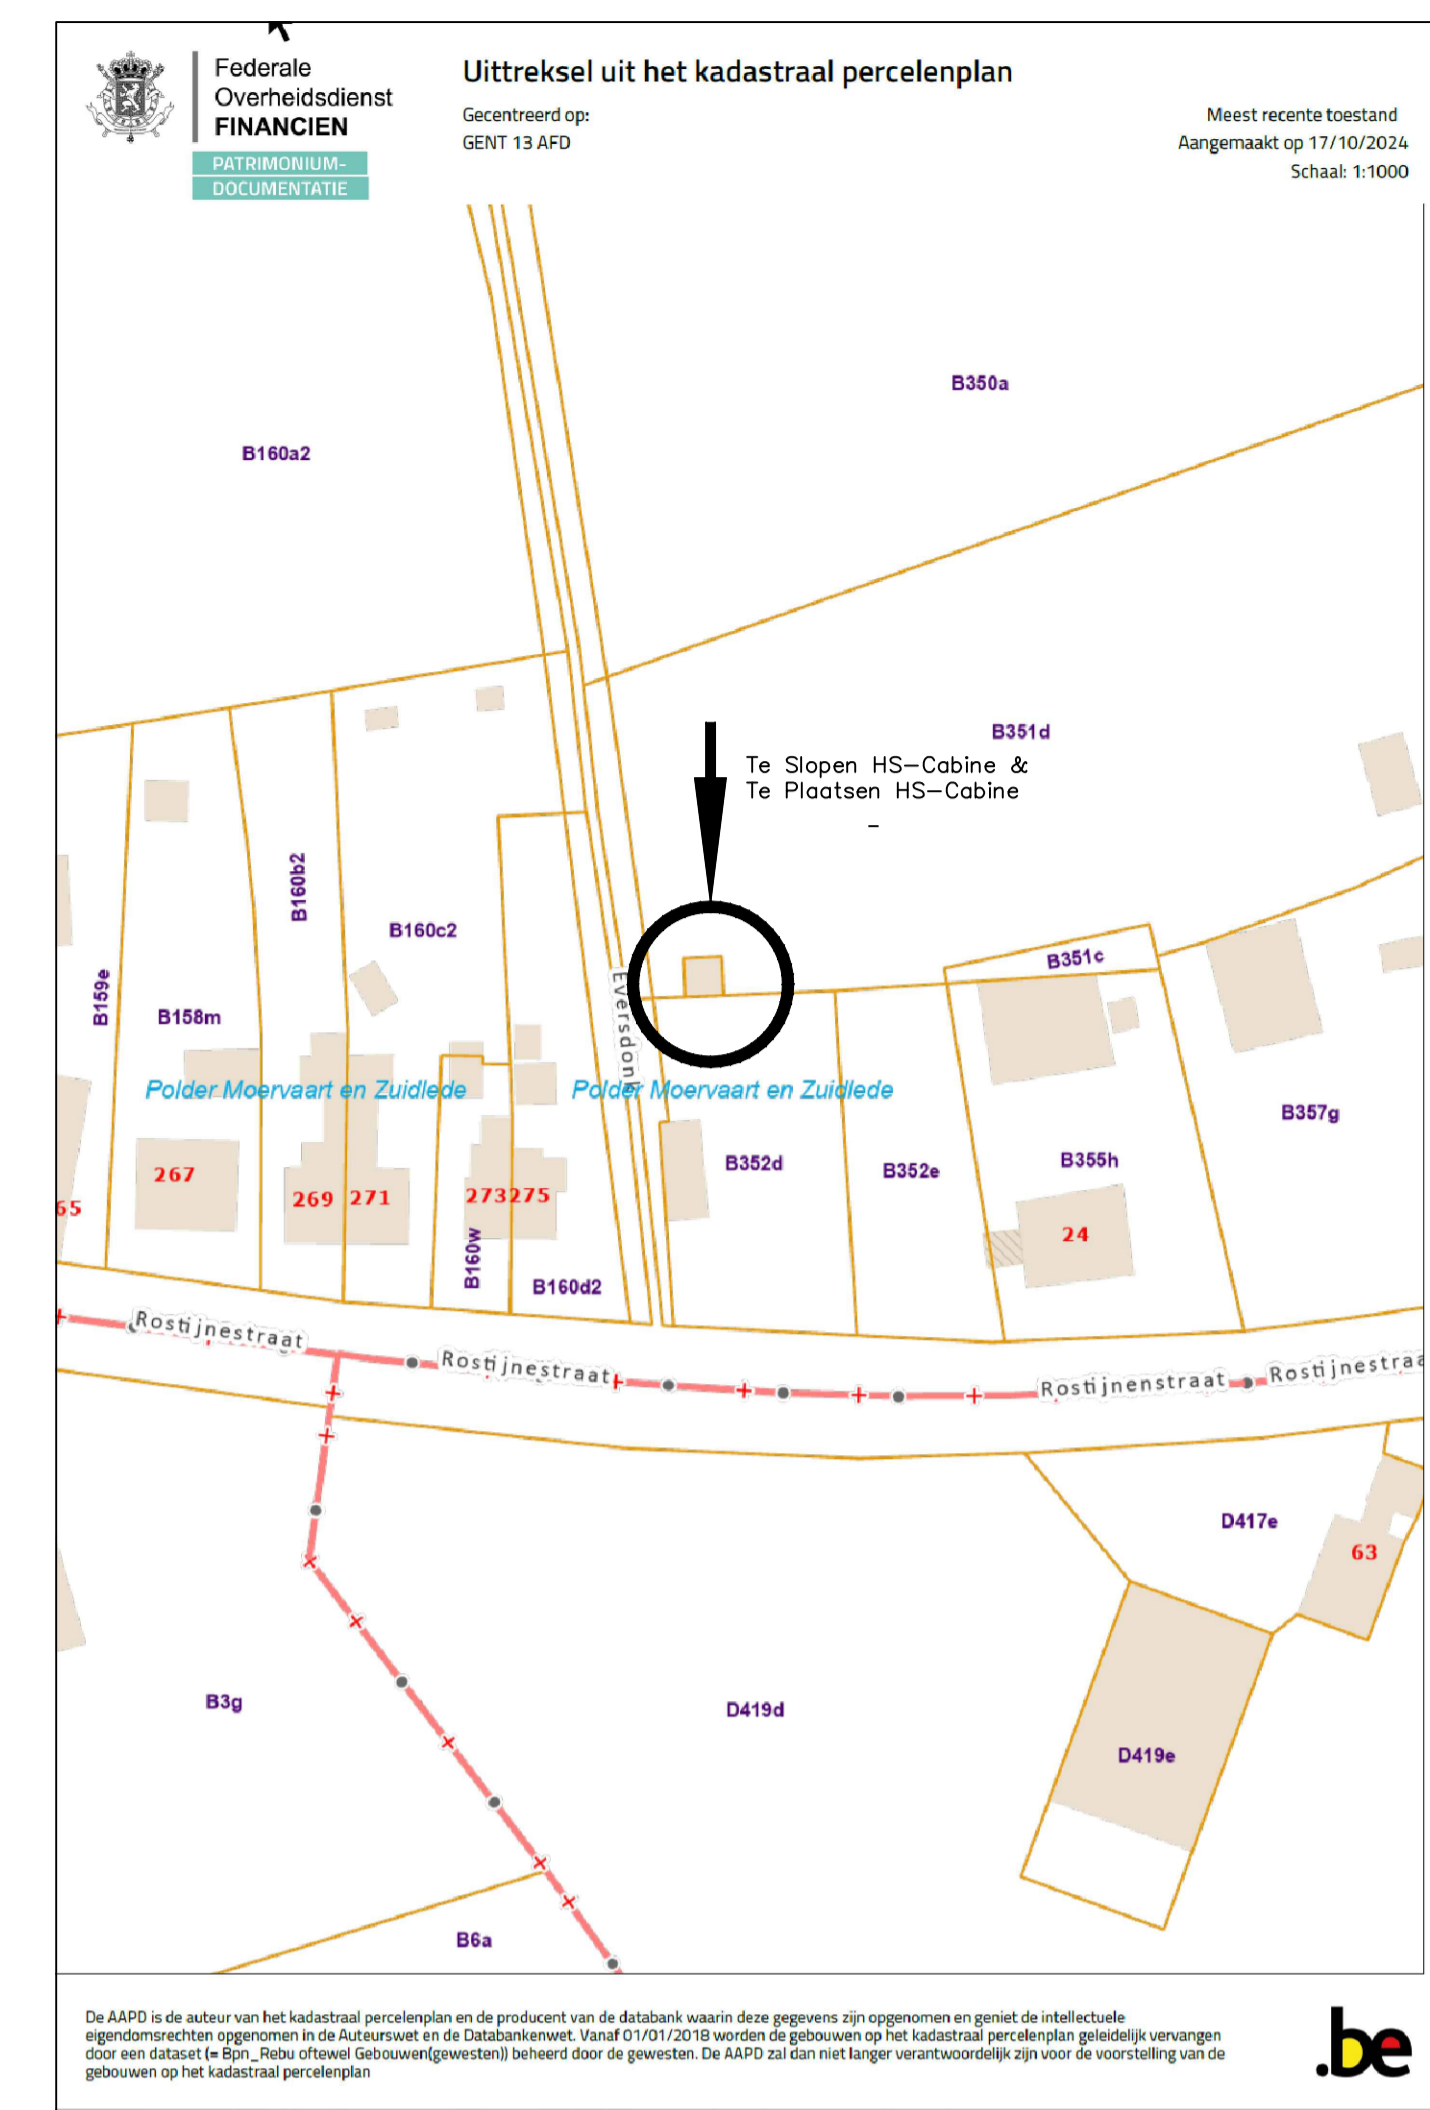 Federale
Overheidsdienst
FINANCIEN
PATRIMONIUM-
DOCUMENTATIE
Uittreksel uit het kadastraal percelenplan
Gecentreerd op:
GENT 13 AFD
Meest recente toestand
Aangemaakt op 17/10/2024
Schaal: 1:1000
B350a
B160a2
B351d
Te Slopen HS-Cabine &
Te Plaatsen HS-Cabine
-
B160b2
B160c2
B351c
B159e
B158m
Eversdonk
Polder Moervaart en Zuidlede
Polder Moervaart en Zuidlede
B357g
B352d
B352e
B355h
267
65
269
271
273
275
24
B160w
B160d2
Rostijnestraat
Rostijnestraat
Rostijnenstraat
Rostijnestraa
D417e
63
B3g
D419d
D419e
B6a
De AAPD is de auteur van het kadastraal percelenplan en de producent van de databank waarin deze gegevens zijn opgenomen en geniet de intellectuele
eigendomsrechten opgenomen in de Auteurswet en de Databankenwet. Vanaf 01/01/2018 worden de gebouwen op het kadastraal percelenplan geleidelijk vervangen
door een dataset (= Bpn_Rebu oftewel Gebouwen(gewesten)) beheerd door de gewesten. De AAPD zal dan niet langer verantwoordelijk zijn voor de voorstelling van de
gebouwen op het kadastraal percelenplan
.be